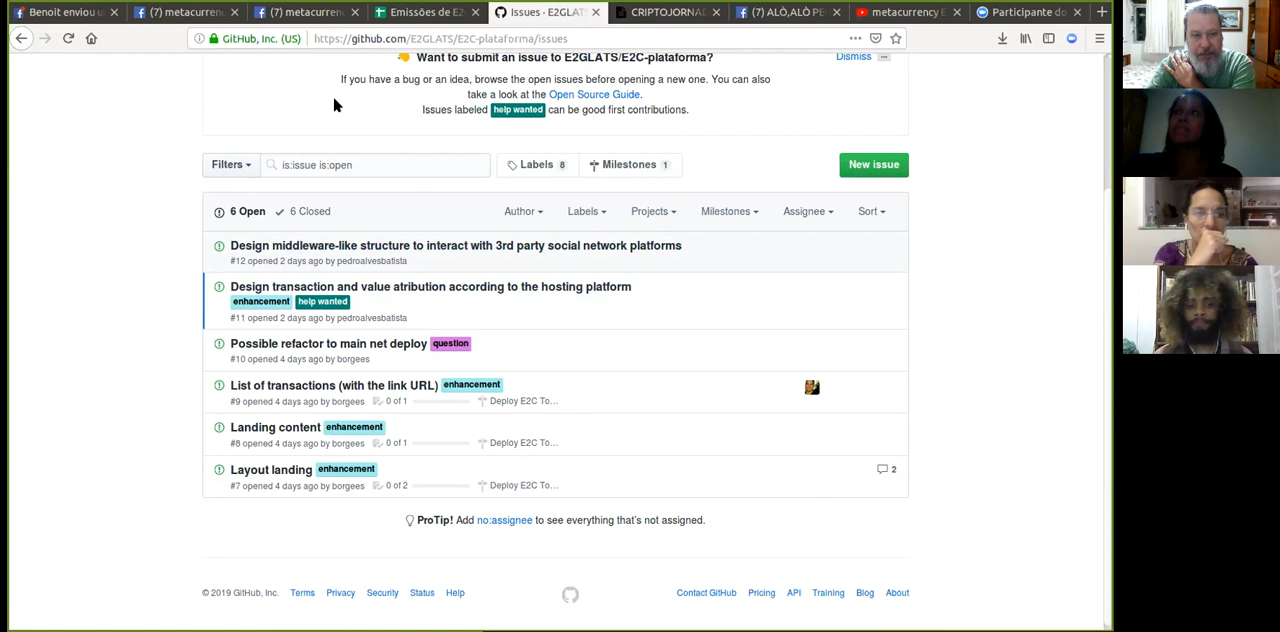 Benoit enviou u
(7) metacurrenc
(7) metacurrenc
Emissões de E2
Issues · E2GLATS
CRIPTOJORNA
ALÔ,ALÔ PE
metacurrency E
Participante do
GitHub, Inc. (US) https://github.com/E2GLATS/E2C-plataforma/issues
Want to submit an issue to E2GLATS/E2C-plataforma?
Dismiss
If you have a bug or an idea, browse the open issues before opening a new one. You can also
take a look at the Open Source Guide.
Issues labeled help wanted can be good first contributions.
Filters is:issue is:open Labels 8 Milestones 1 New issue
6 Open 6 Closed Author Labels Projects Milestones Assignee Sort
Design middleware-like structure to interact with 3rd party social network platforms
#12 opened 2 days ago by pedroalvesbatista
Design transaction and value atribution according to the hosting platform
enhancement help wanted
#11 opened 2 days ago by pedroalvesbatista
Possible refactor to main net deploy question
#10 opened 4 days ago by borgees
List of transactions (with the link URL) enhancement
#9 opened 4 days ago by borgees 0 of 1 Deploy E2C To...
Landing content enhancement
#8 opened 4 days ago by borgees 0 of 1 Deploy E2C To...
Layout landing enhancement 2
#7 opened 4 days ago by borgees 0 of 2 Deploy E2C To...
ProTip! Add no:assignee to see everything that's not assigned.
© 2019 GitHub, Inc. Terms Privacy Security Status Help Contact GitHub Pricing API Training Blog About